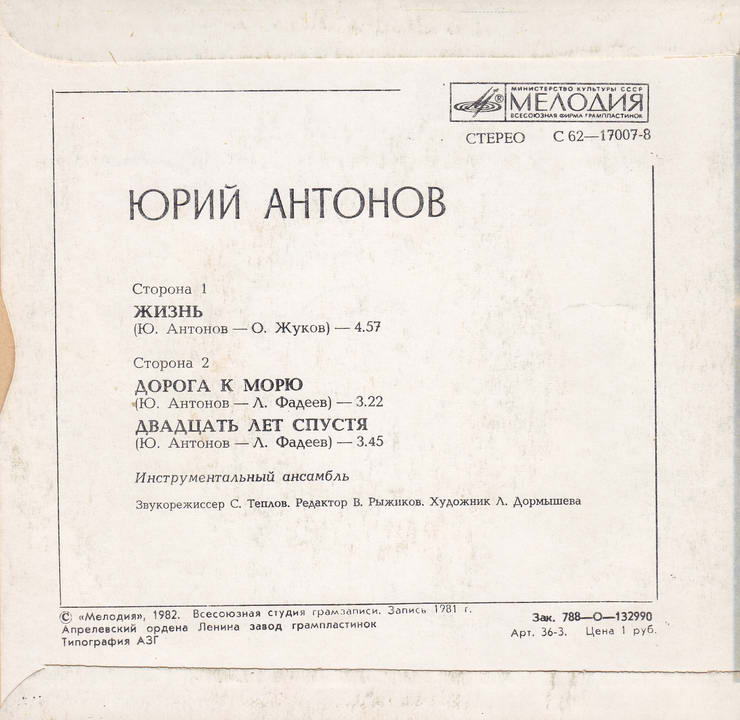 МИНИСТЕРСТВО КУЛЬТУРЫ СССР
® МЕЛОДИЯ
ВСЕСОЮЗНАЯ ФИРМА ГРАМПЛАСТИНОК
СТЕРЕО С 62—17007-8
ЮРИЙ АНТОНОВ
Сторона 1
ЖИЗНЬ
(Ю. Антонов — О. Жуков) — 4.57
Сторона 2
ДОРОГА К МОРЮ
(Ю. Антонов — Л. Фадеев) — 3.22
ДВАДЦАТЬ ЛЕТ СПУСТЯ
(Ю. Антонов — Л. Фадеев) — 3.45
Инструментальный ансамбль
Звукорежиссер С. Теплов. Редактор В. Рыжиков. Художник Л. Дормышева
© «Мелодия», 1982. Всесоюзная студия грамзаписи. Запись 1981 г.
Апрелевский ордена Ленина завод грампластинок
Типография АЗГ
Зак. 788—О—132990
Арт. 36-3. Цена 1 руб.